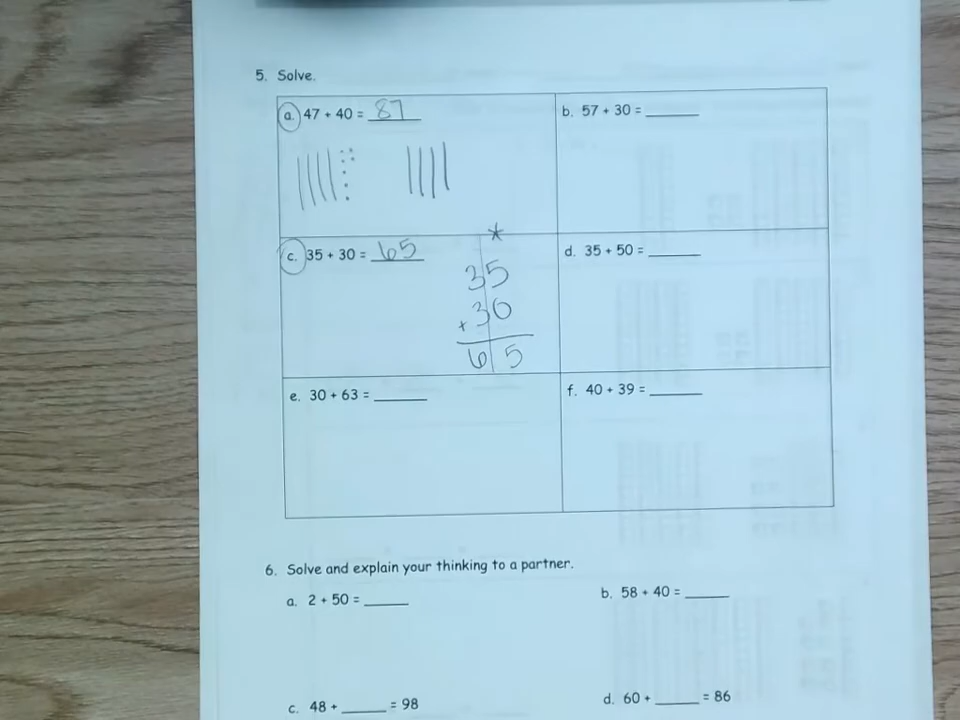 5. Solve.
a. 47 + 40 = 87
b. 57 + 30 = ______
c. 35 + 30 = 65
*
35
+ 30
65
d. 35 + 50 = ______
e. 30 + 63 = ______
f. 40 + 39 = ______
6. Solve and explain your thinking to a partner.
a. 2 + 50 = ______
b. 58 + 40 = ______
c. 48 + ______ = 98
d. 60 + ______ = 86